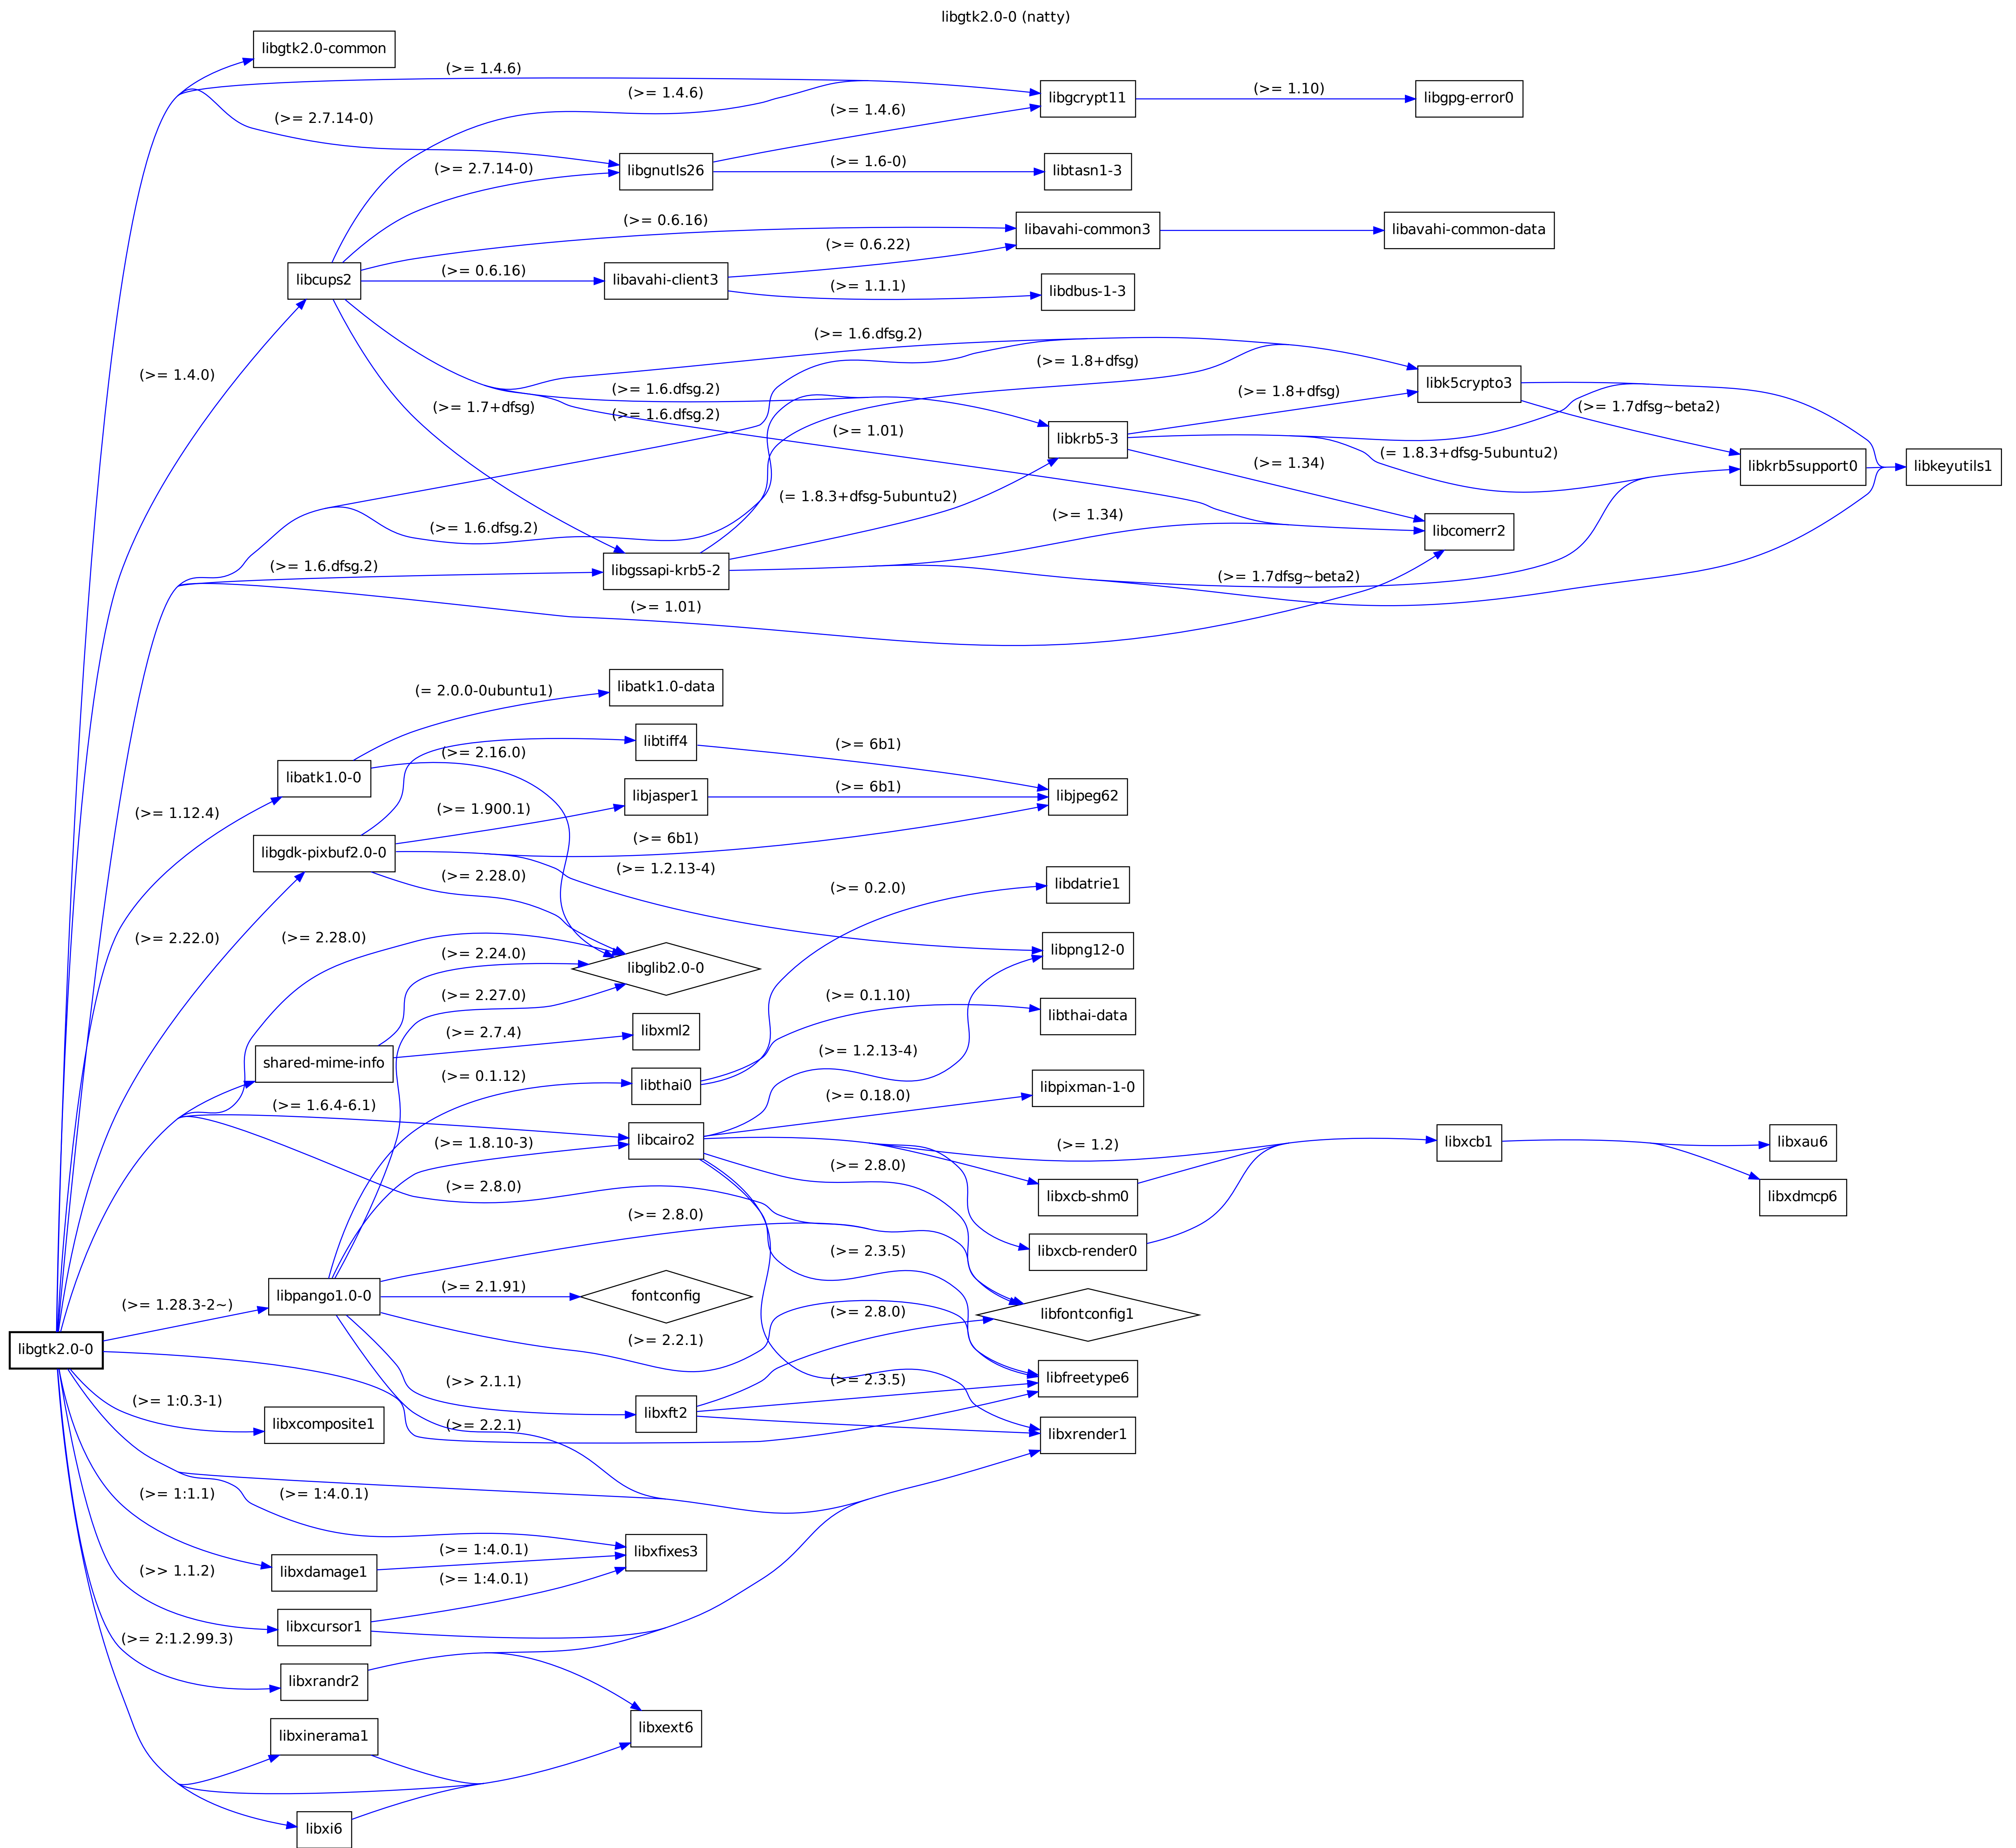 libgtk2.0-0 (natty)
libgtk2.0-common
(>= 1.4.6)
(>= 1.4.6)
libgcrypt11
(>= 1.10)
libgpg-error0
(>= 2.7.14-0)
(>= 1.4.6)
(>= 2.7.14-0)
libgnutls26
(>= 1.6-0)
libtasn1-3
(>= 0.6.16)
libavahi-common3
libavahi-common-data
(>= 0.6.22)
libcups2
(>= 0.6.16)
libavahi-client3
(>= 1.1.1)
libdbus-1-3
(>= 1.6.dfsg.2)
(>= 1.8+dfsg)
(>= 1.4.0)
(>= 1.6.dfsg.2)
(>= 1.8+dfsg)
libk5crypto3
(>= 1.7+dfsg)
(>= 1.6.dfsg.2)
(>= 1.7dfsg~beta2)
(>= 1.01)
libkrb5-3
(= 1.8.3+dfsg-5ubuntu2)
(>= 1.34)
libkrb5support0
libkeyutils1
(= 1.8.3+dfsg-5ubuntu2)
(>= 1.6.dfsg.2)
(>= 1.34)
libcomerr2
(>= 1.6.dfsg.2)
libgssapi-krb5-2
(>= 1.7dfsg~beta2)
(>= 1.01)
(= 2.0.0-0ubuntu1)
libatk1.0-data
libtiff4
(>= 6b1)
(>= 2.16.0)
libatk1.0-0
(>= 1.12.4)
(>= 1.900.1)
libjasper1
(>= 6b1)
libjpeg62
libgdk-pixbuf2.0-0
(>= 6b1)
(>= 1.2.13-4)
(>= 2.28.0)
(>= 0.2.0)
libdatrie1
(>= 2.22.0)
(>= 2.28.0)
(>= 2.24.0)
libpng12-0
libglib2.0-0
(>= 2.27.0)
(>= 0.1.10)
libthai-data
(>= 2.7.4)
libxml2
(>= 1.2.13-4)
shared-mime-info
(>= 0.1.12)
libthai0
(>= 0.18.0)
libpixman-1-0
(>= 1.6.4-6.1)
(>= 1.8.10-3)
libcairo2
(>= 1.2)
libxcb1
libxau6
(>= 2.8.0)
(>= 2.8.0)
libxcb-shm0
libxdmcp6
(>= 2.8.0)
(>= 2.3.5)
libxcb-render0
(>= 1.28.3-2~)
libpango1.0-0
(>= 2.1.91)
fontconfig
(>= 2.8.0)
libfontconfig1
(>= 2.2.1)
libgtk2.0-0
(>> 2.1.1)
(>= 2.3.5)
libfreetype6
(>= 1:0.3-1)
libxcomposite1
(>= 2.2.1)
libxft2
libxrender1
(>= 1:1.1)
(>= 1:4.0.1)
(>= 1:4.0.1)
libxfixes3
(>> 1.1.2)
libxdamage1
(>= 1:4.0.1)
libxcursor1
(>= 2:1.2.99.3)
libxrandr2
libxinerama1
libxext6
libxi6